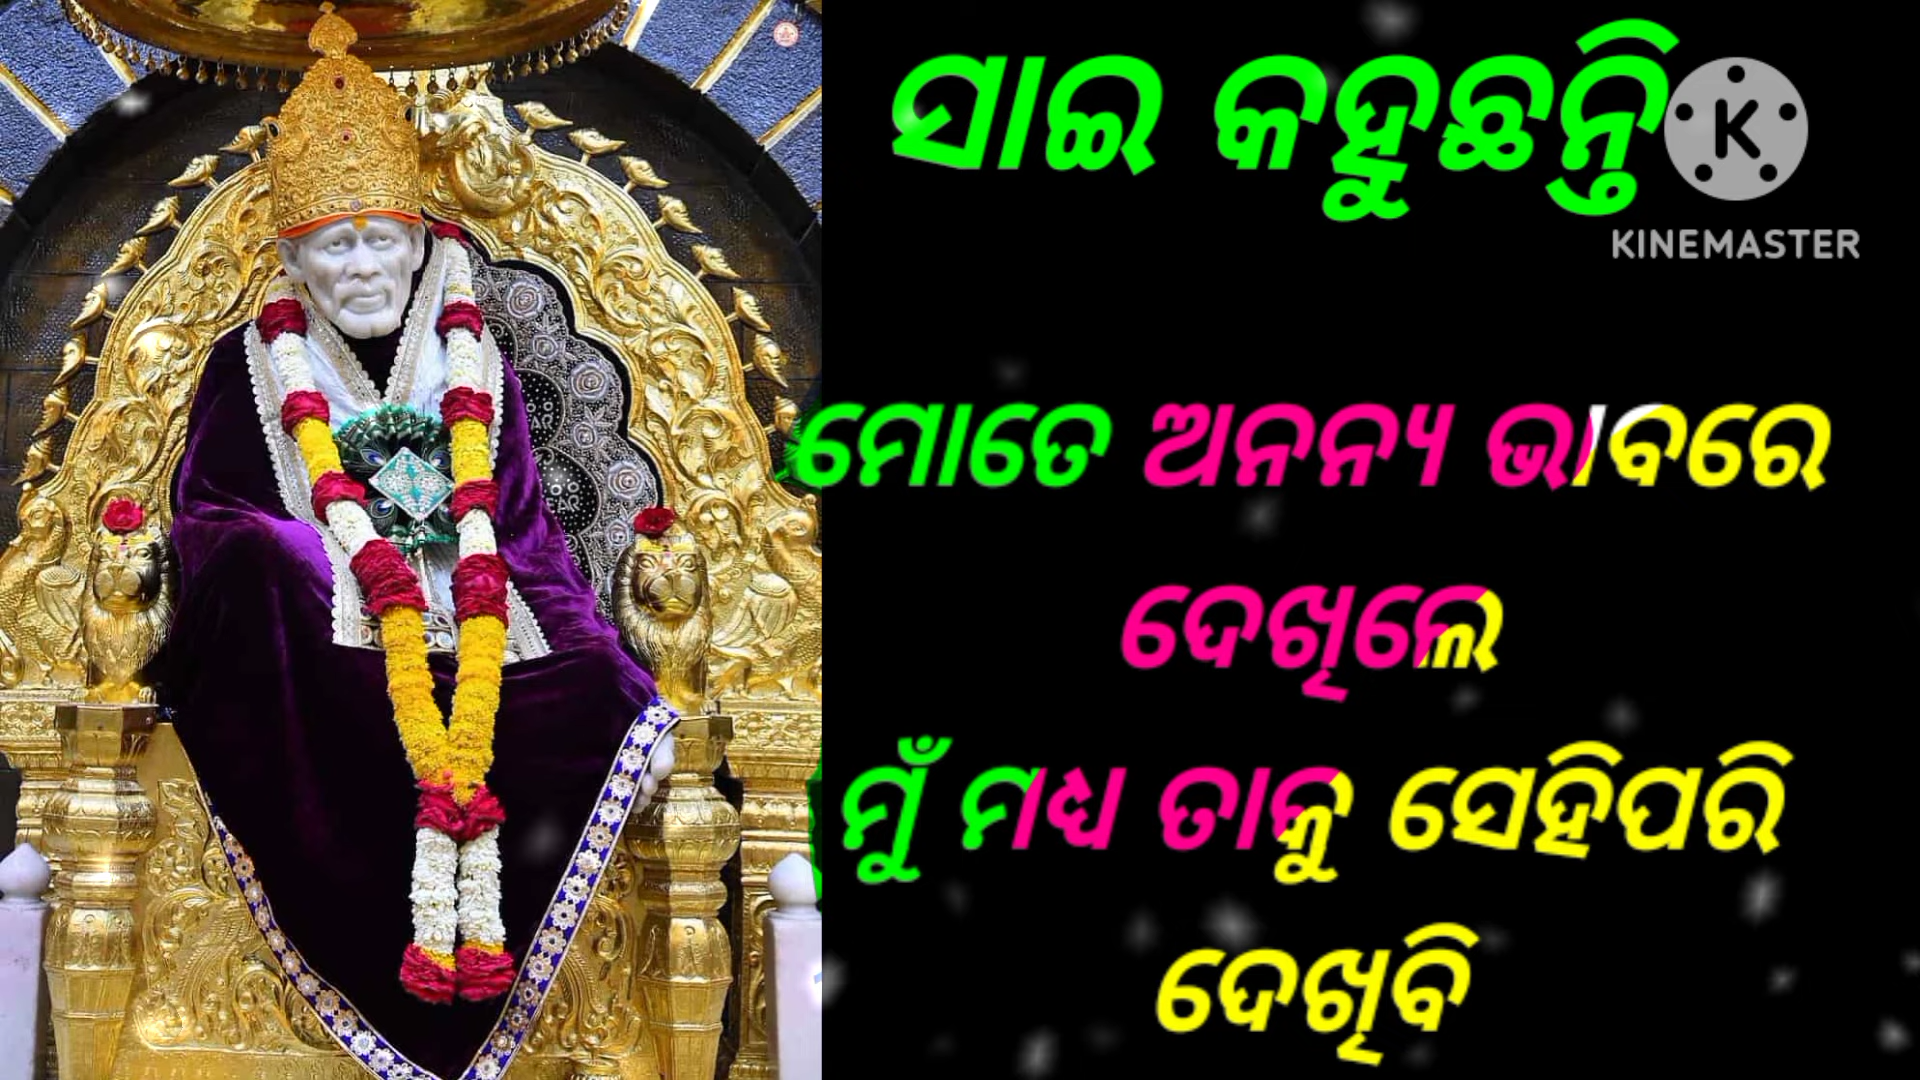 ସାଇ କହୁଛନ୍ତି
K
KINEMASTER
ମୋତେ ଅନନ୍ୟ ଭାବରେ
ଦେଖିଲେ
ମୁଁ ମଧ୍ୟ ତାକୁ ସେହିପରି
ଦେଖିବି